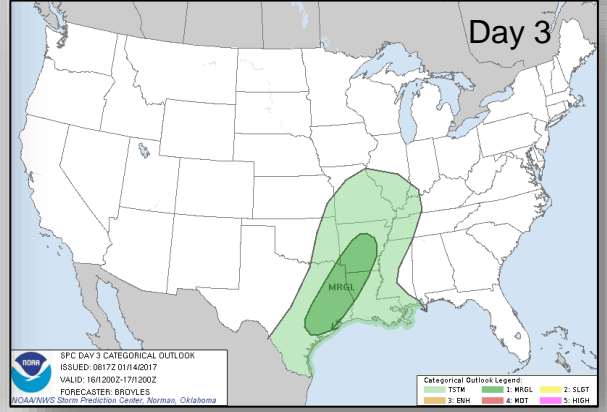 Day 3
MRGL
NOAA
SPC DAY 3 CATEGORICAL OUTLOOK
ISSUED: 0817Z 01/14/2017
VALID: 16/1200Z-17/1200Z
FORECASTER: BROYLES
NOAA/NWS Storm Prediction Center, Norman, Oklahoma
Categorical Outlook Legend:
TSTM 1: MRGL 2: SLGT
3: ENH 4: MDT 5: HIGH